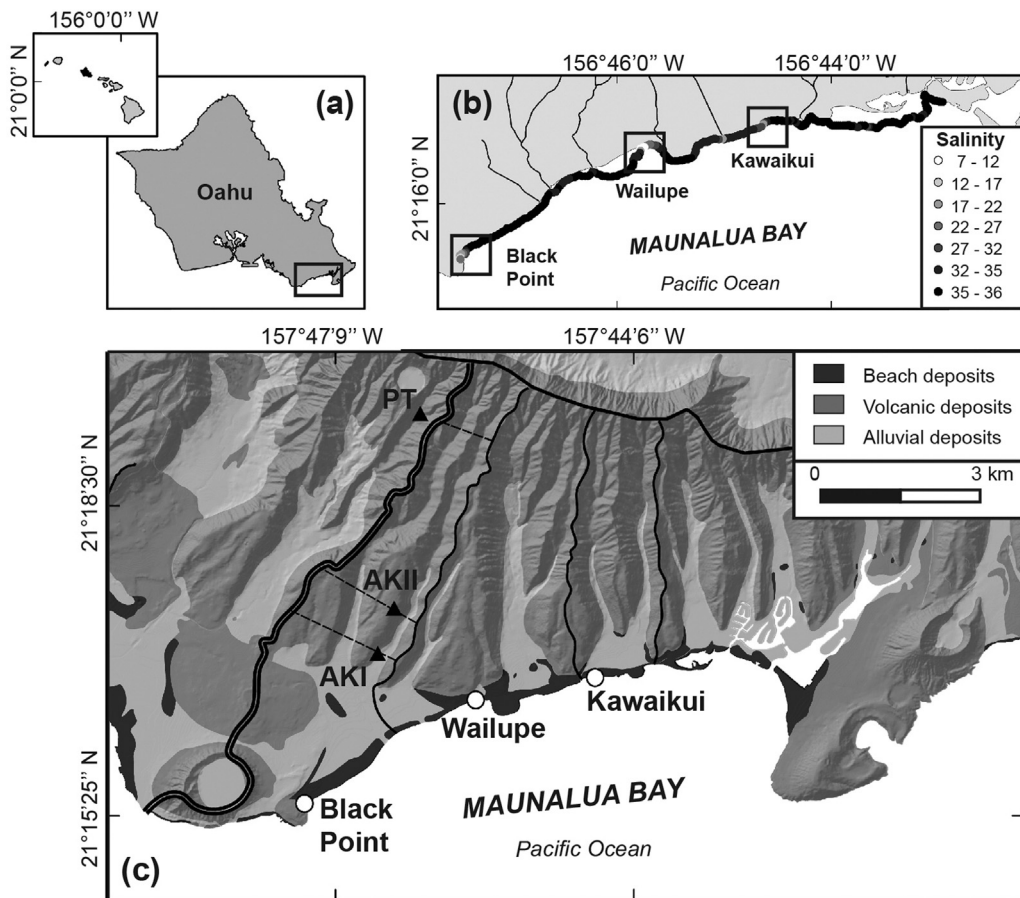 156°0’0’’ W
21°0’0’’ N
(a)
Oahu
156°46’0’’W
156°44’0’’W
(b)
21°16’0’’ N
Kawaikui
Wailupe
Black
Point
MAUNALUA BAY
Pacific Ocean
Salinity
7 - 12
12 - 17
17 - 22
22 - 27
27 - 32
32 - 35
35 - 36
157°47’9’’ W
157°44’6’’ W
21°18’30’’ N
21°15’25’’ N
PT
AKII
AKI
Beach deposits
Volcanic deposits
Alluvial deposits
0
3 km
Kawaikui
Wailupe
Black
Point
MAUNALUA BAY
Pacific Ocean
(c)